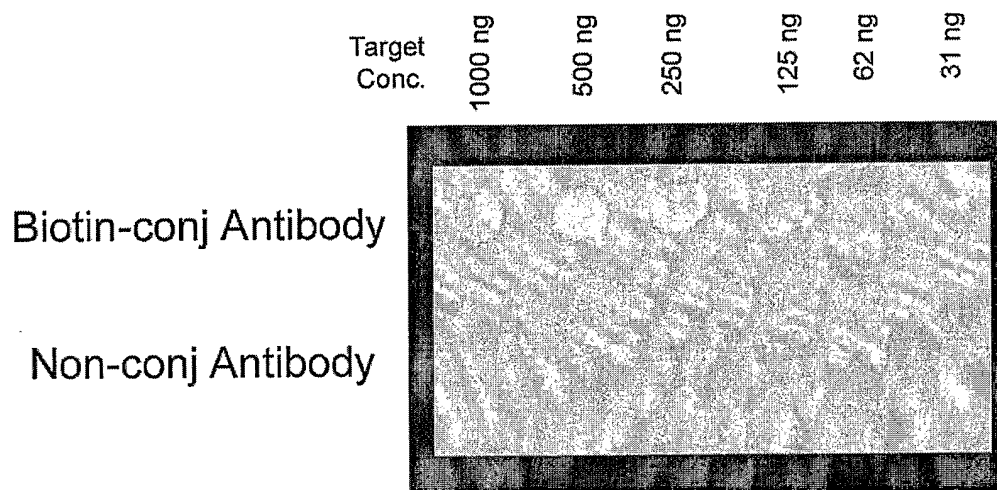 Target
Conc.
1000 ng
500 ng
250 ng
125 ng
62 ng
31 ng
Biotin-conj Antibody
Non-conj Antibody